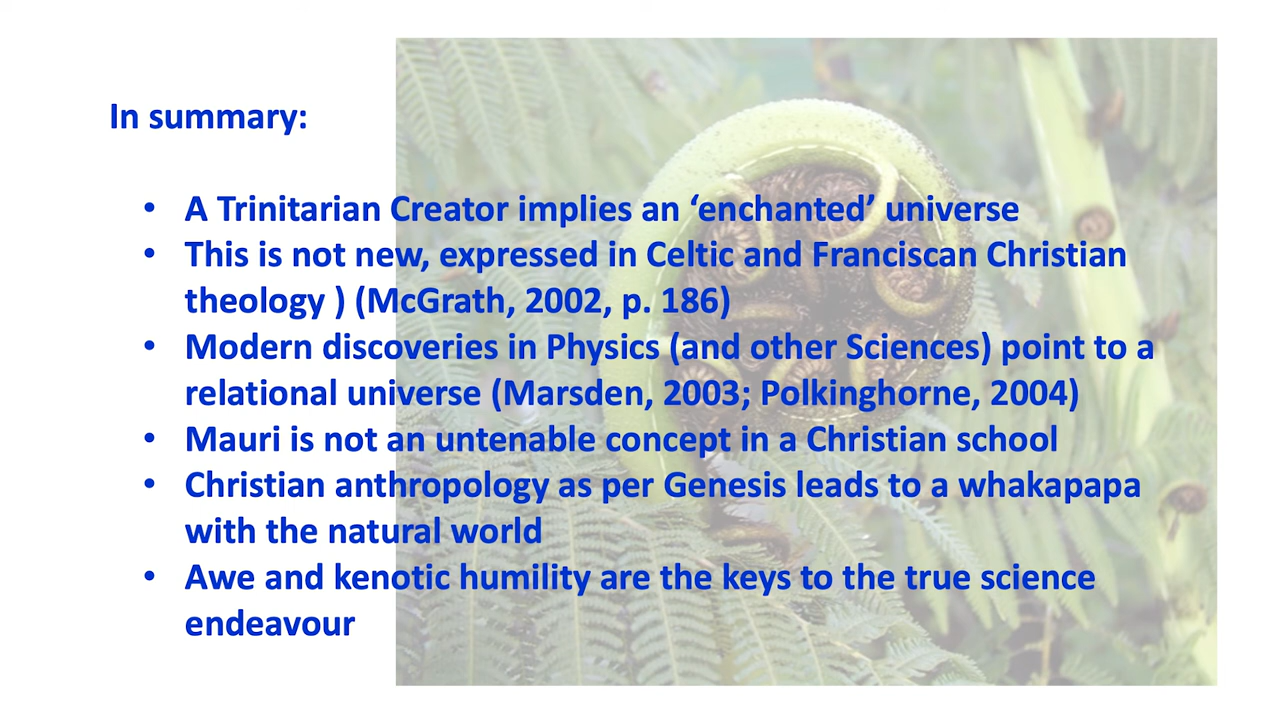 In summary:
• A Trinitarian Creator implies an ‘enchanted’ universe
• This is not new, expressed in Celtic and Franciscan Christian
theology ) (McGrath, 2002, p. 186)
• Modern discoveries in Physics (and other Sciences) point to a
relational universe (Marsden, 2003; Polkinghorne, 2004)
• Mauri is not an untenable concept in a Christian school
• Christian anthropology as per Genesis leads to a whakapapa
with the natural world
• Awe and kenotic humility are the keys to the true science
endeavour